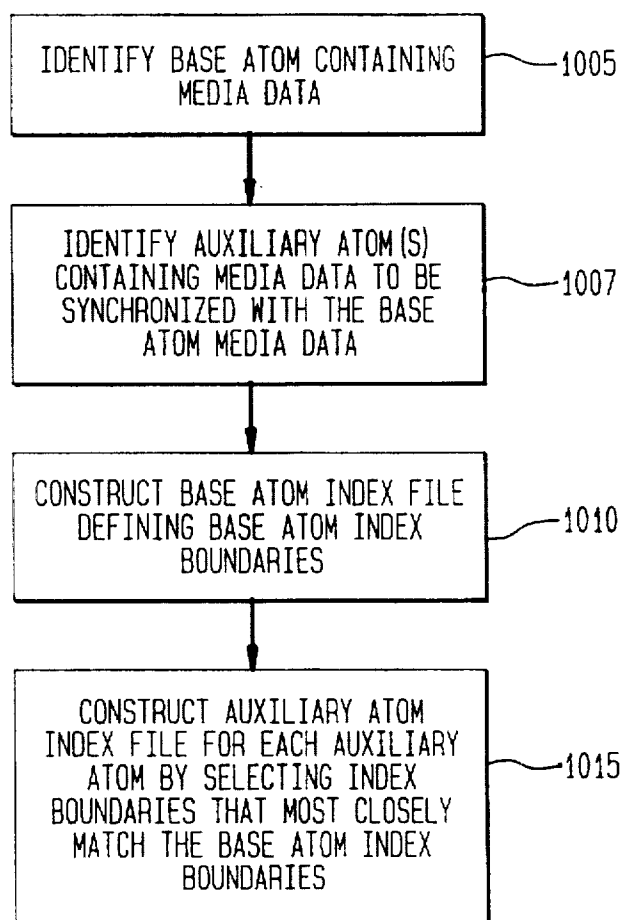 IDENTIFY BASE ATOM CONTAINING
MEDIA DATA
1005
IDENTIFY AUXILIARY ATOM(S)
CONTAINING MEDIA DATA TO BE
SYNCHRONIZED WITH THE BASE
ATOM MEDIA DATA
1007
CONSTRUCT BASE ATOM INDEX FILE
DEFINING BASE ATOM INDEX
BOUNDARIES
1010
CONSTRUCT AUXILIARY ATOM
INDEX FILE FOR EACH AUXILIARY
ATOM BY SELECTING INDEX
BOUNDARIES THAT MOST CLOSELY
MATCH THE BASE ATOM INDEX
BOUNDARIES
1015